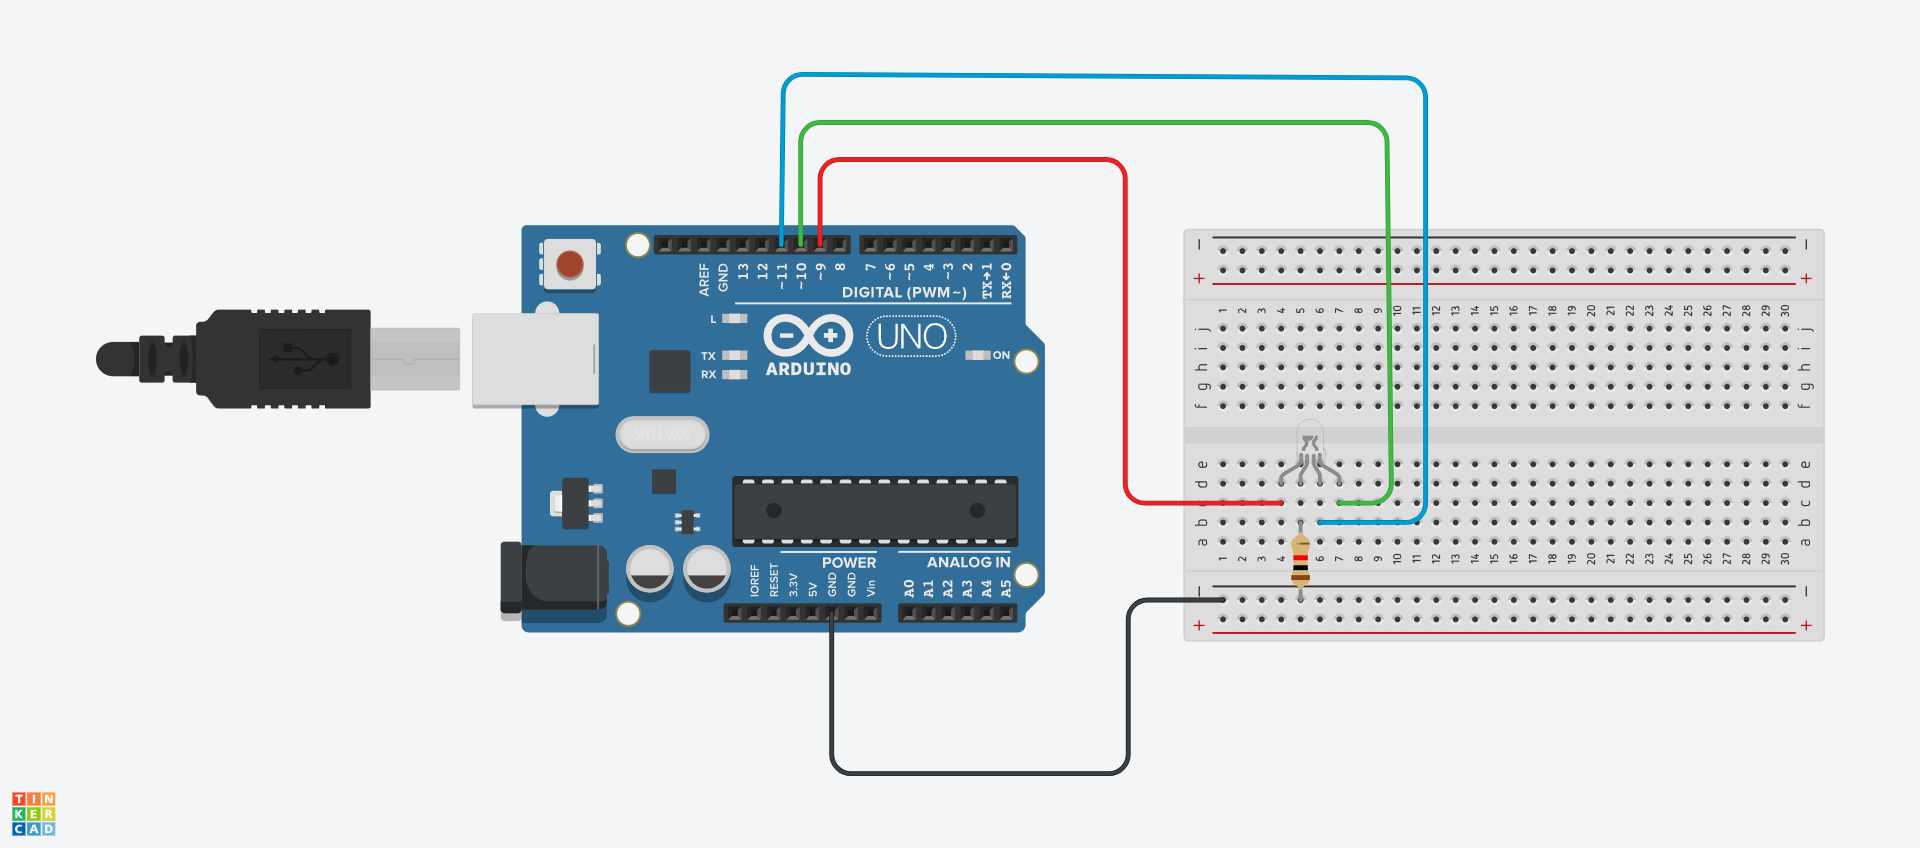 AREF
GND
13
12
~11
~10
~9
8
7
~6
~5
4
~3
2
TX→1
RX←0
DIGITAL (PWM~)
L
TX
RX
ARDUINO
UNO
ON
SPK16.000G
POWER
ANALOG IN
IOREF
RESET
3.3V
5V
GND
GND
Vin
A0
A1
A2
A3
A4
A5
1 2 3 4 5 6 7 8 9 10 11 12 13 14 15 16 17 18 19 20 21 22 23 24 25 26 27 28 29 30
j j
i i
h h
g g
f f
e e
d d
c c
b b
a a
1 2 3 4 5 6 7 8 9 10 11 12 13 14 15 16 17 18 19 20 21 22 23 24 25 26 27 28 29 30
TIN
KER
CAD